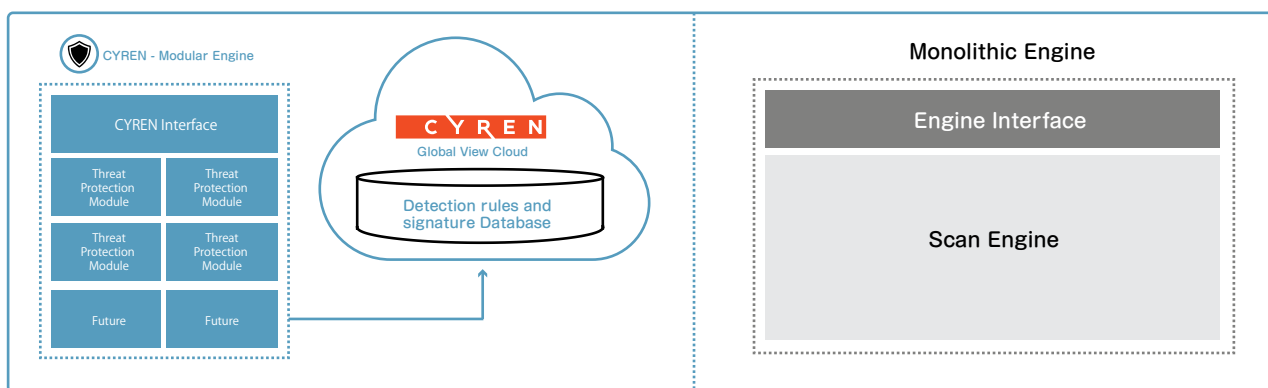 CYREN - Modular Engine
CYREN Interface
Threat
Protection
Module
Threat
Protection
Module
Threat
Protection
Module
Threat
Protection
Module
Future
Future
CYREN
Global View Cloud
Detection rules and
signature Database
Monolithic Engine
Engine Interface
Scan Engine